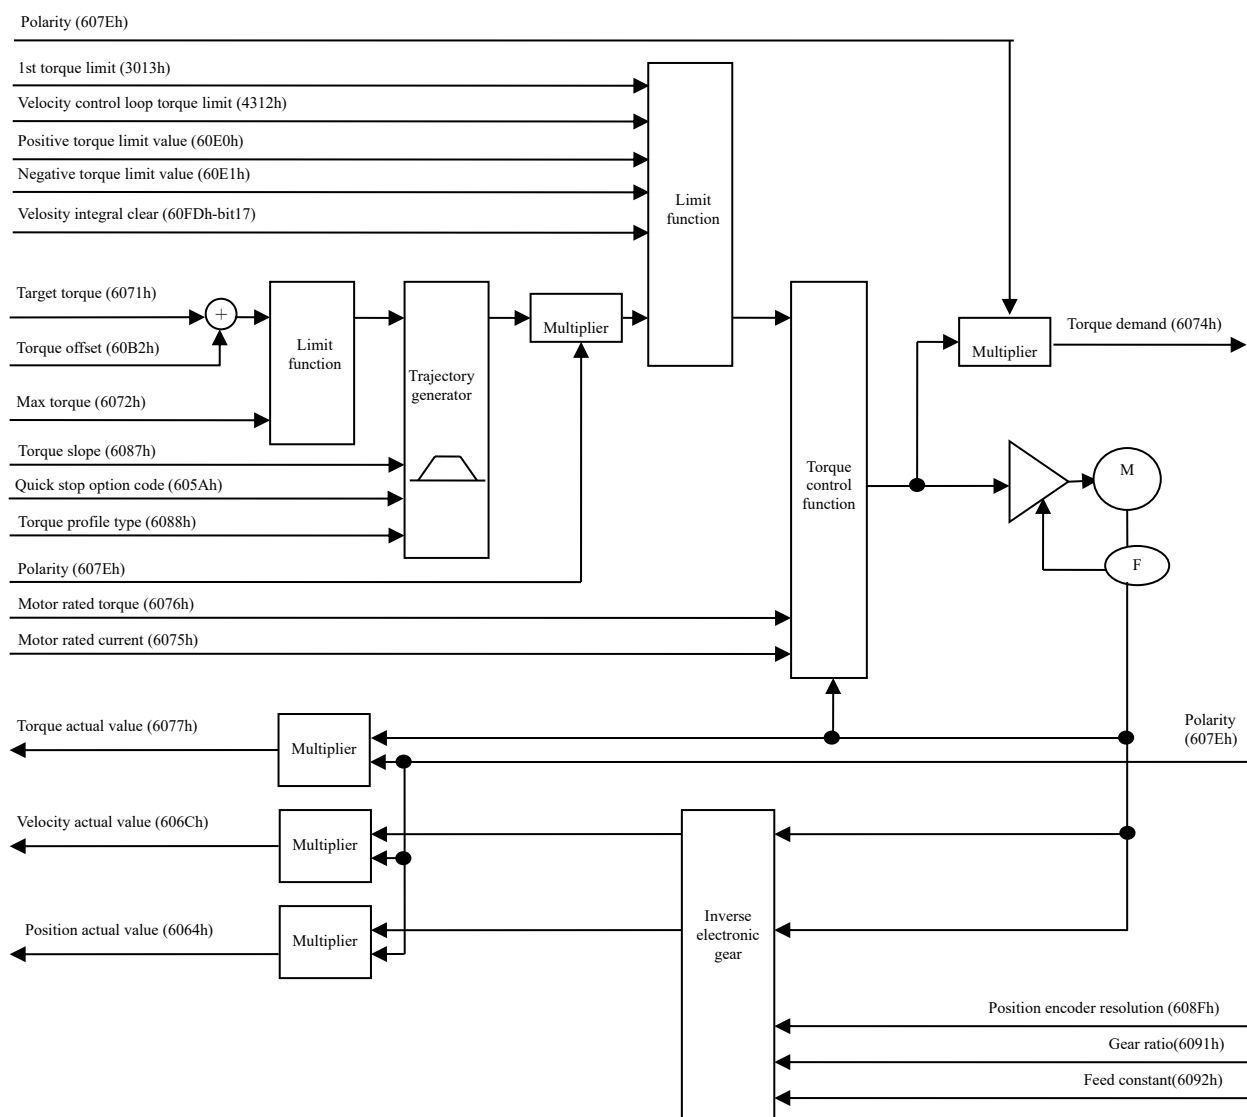 Polarity (607Eh)
1st torque limit (3013h)
Velocity control loop torque limit (4312h)
Positive torque limit value (60E0h)
Negative torque limit value (60E1h)
Velosity integral clear (60FDh-bit17)
Limit
function
Target torque (6071h)
+
Torque offset (60B2h)
Max torque (6072h)
Limit
function
Trajectory
generator
Multiplier
Torque slope (6087h)
Quick stop option code (605Ah)
Torque profile type (6088h)
Polarity (607Eh)
Motor rated torque (6076h)
Motor rated current (6075h)
Torque
control
function
Multiplier
Torque demand (6074h)
M
F
Torque actual value (6077h)
Multiplier
Polarity
(607Eh)
Velocity actual value (606Ch)
Multiplier
Position actual value (6064h)
Multiplier
Inverse
electronic
gear
Position encoder resolution (608Fh)
Gear ratio(6091h)
Feed constant(6092h)